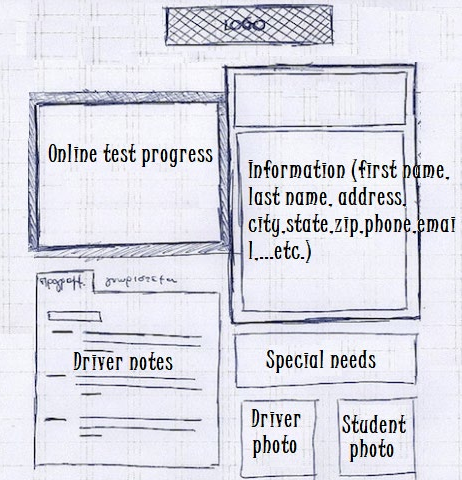 LOGO
Online test progress
Information (first name,
last name, address,
city,state,zip,phone,emai
l,...etc.)
Driver notes
Special needs
Driver
photo
Student
photo